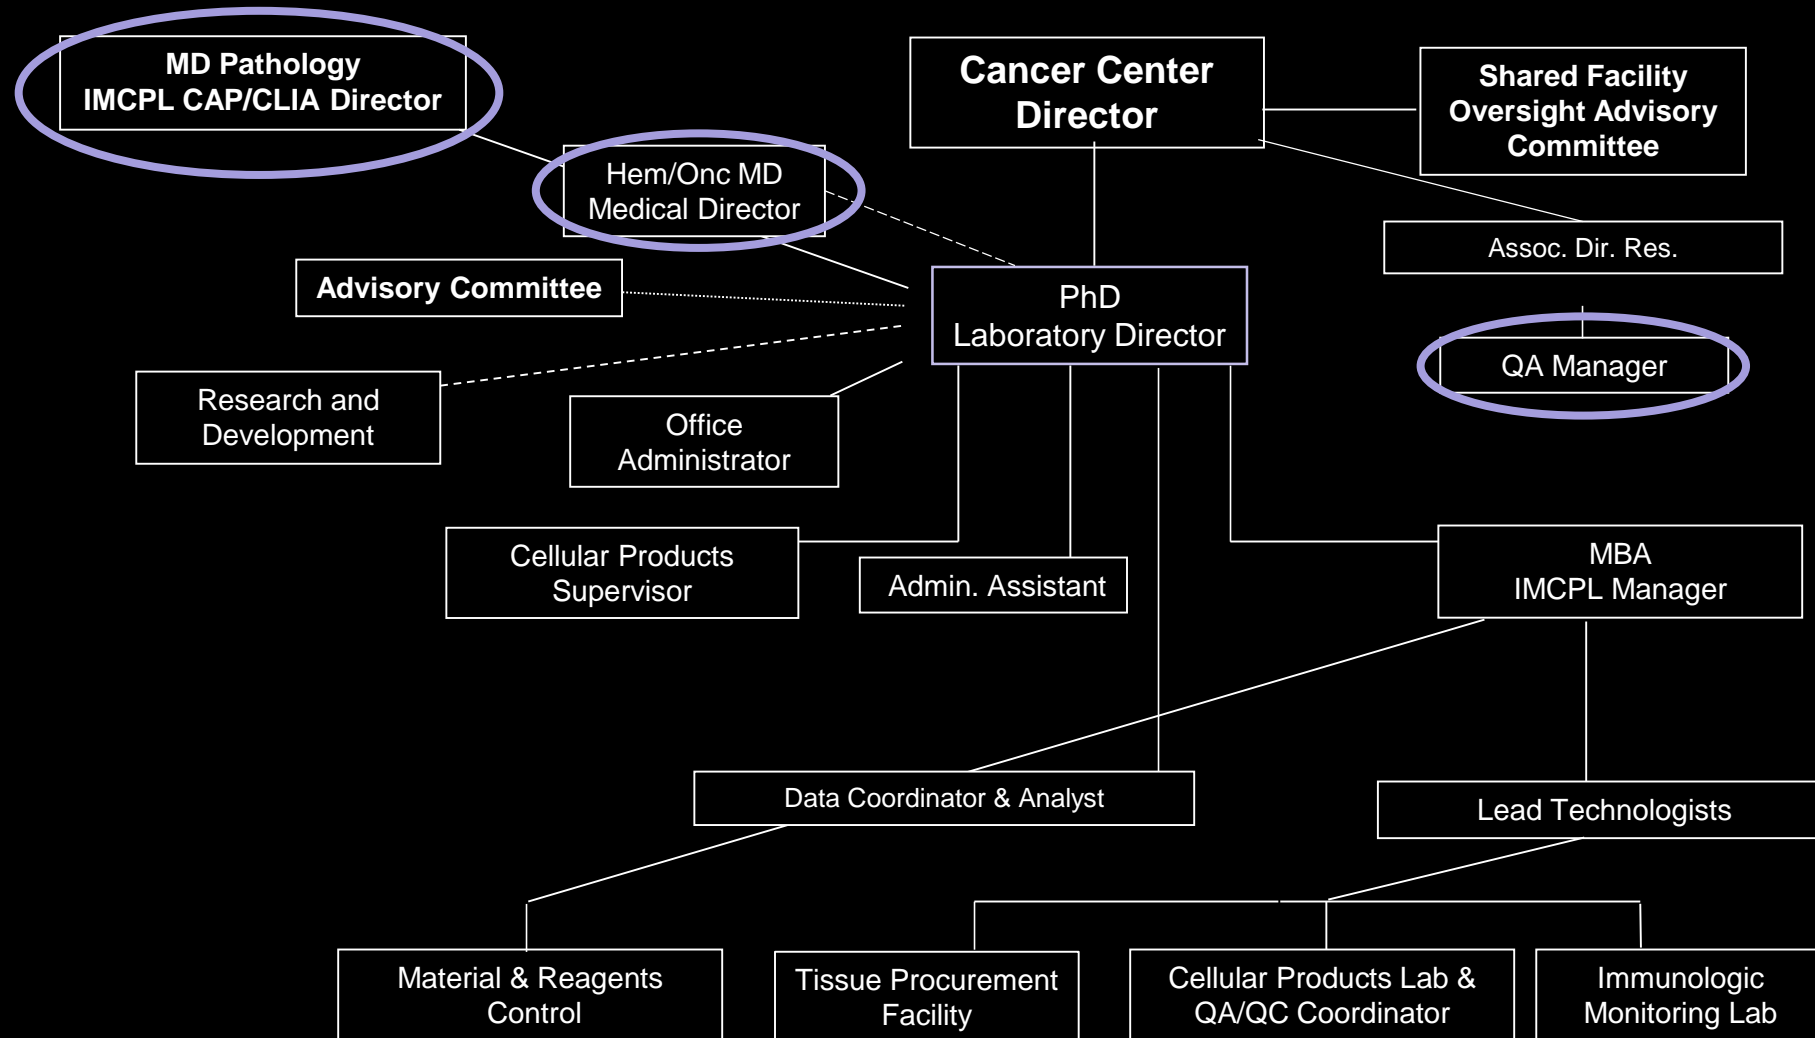 MD Pathology
IMCPL CAP/CLIA Director
Cancer Center
Director
Shared Facility
Oversight Advisory
Committee
Hem/Onc MD
Medical Director
Assoc. Dir. Res.
Advisory Committee
PhD
Laboratory Director
QA Manager
Research and
Development
Office
Administrator
Cellular Products
Supervisor
Admin. Assistant
MBA
IMCPL Manager
Data Coordinator & Analyst
Lead Technologists
Material & Reagents
Control
Tissue Procurement
Facility
Cellular Products Lab &
QA/QC Coordinator
Immunologic
Monitoring Lab